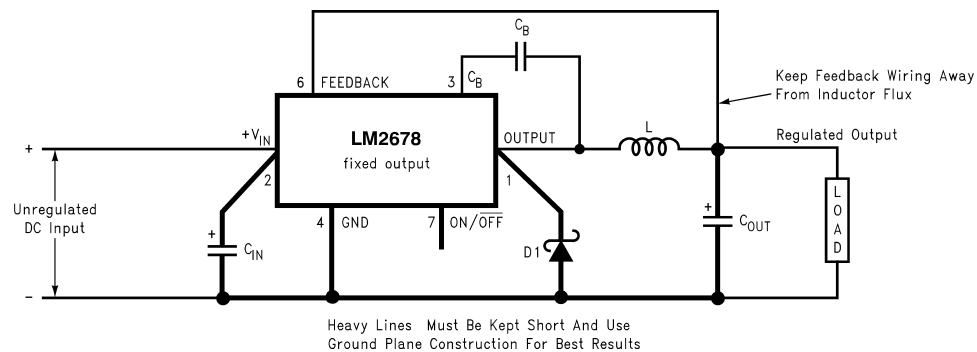 C_B
6 FEEDBACK
3 C_B
Keep Feedback Wiring Away
From Inductor Flux
+V_IN
LM2678
fixed output
OUTPUT
L
Regulated Output
+
2
1
Unregulated
DC Input
+
C_IN
4 GND
7 ON/O̅F̅F̅
D1
+
C_OUT
LOAD
−
Heavy Lines Must Be Kept Short And Use
Ground Plane Construction For Best Results